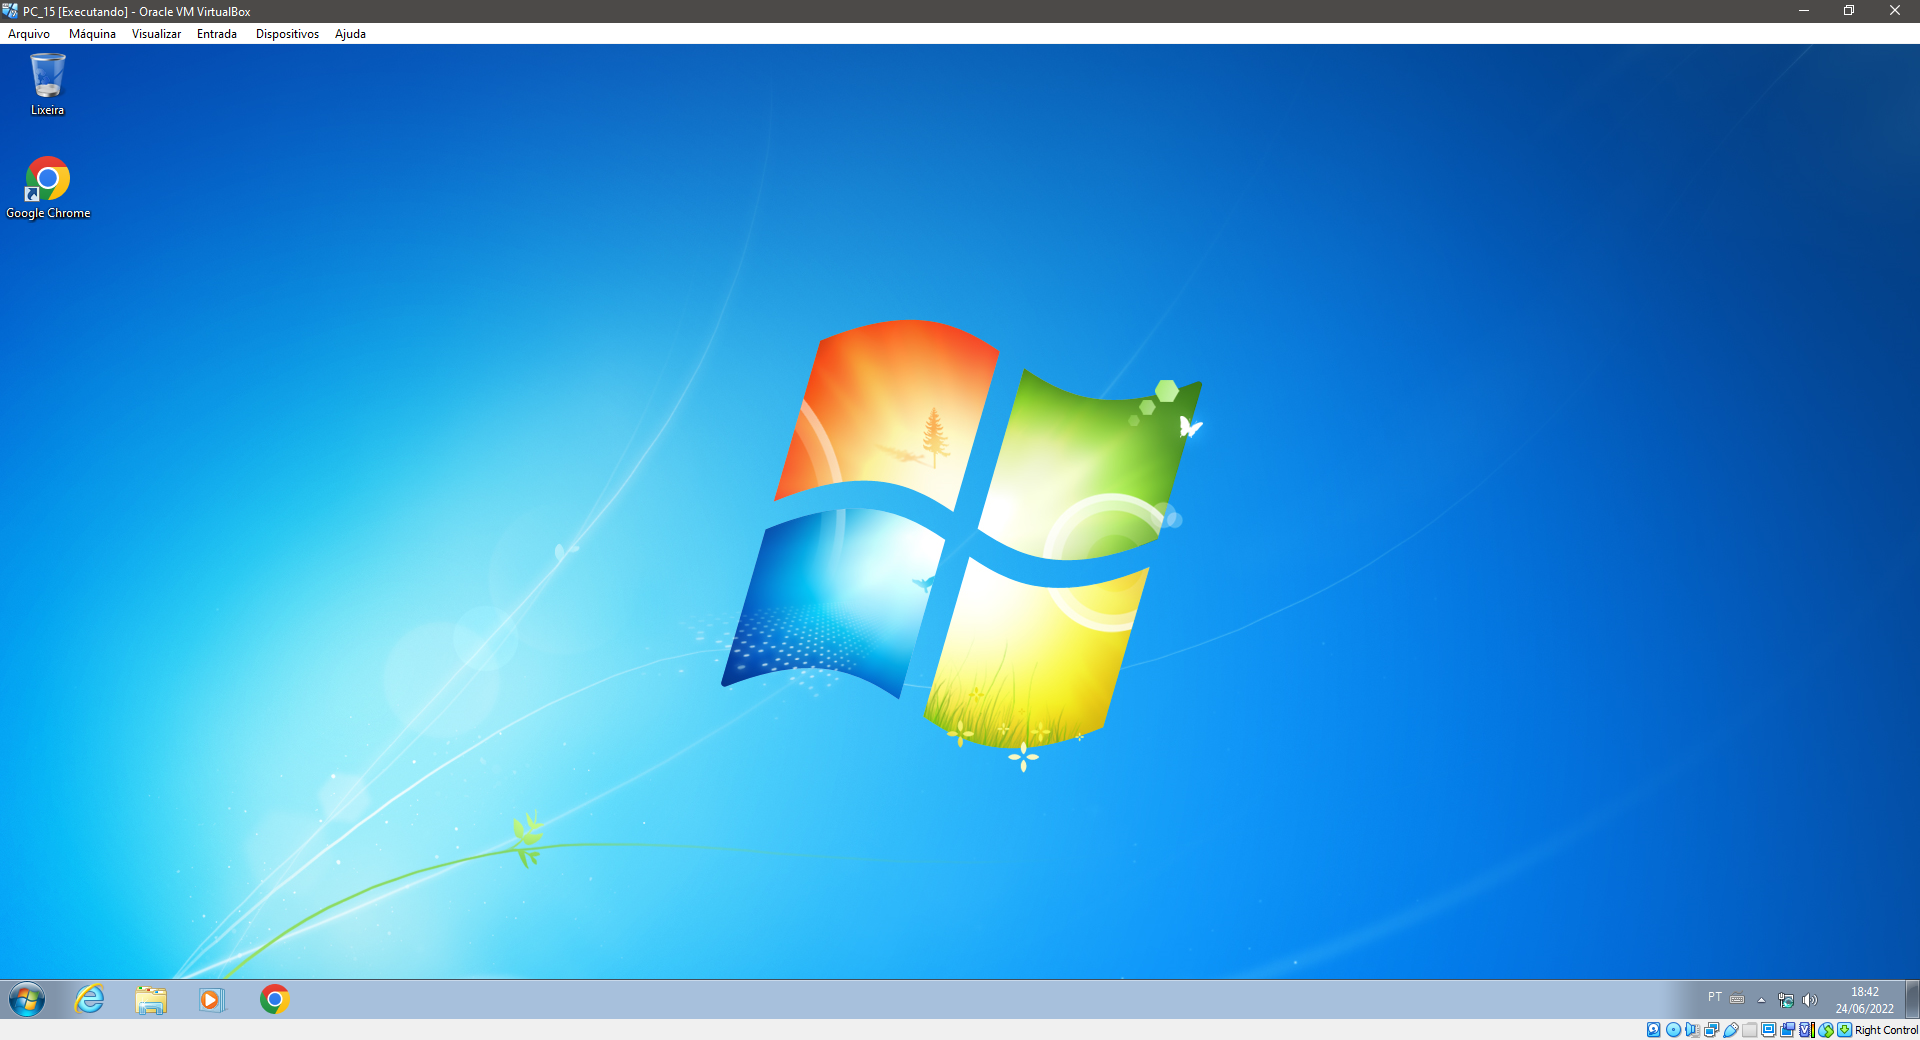 PC_15 [Executando] - Oracle VM VirtualBox
Arquivo Máquina Visualizar Entrada Dispositivos Ajuda
Lixeira
Google Chrome
PT
18:42
24/06/2022
Right Control